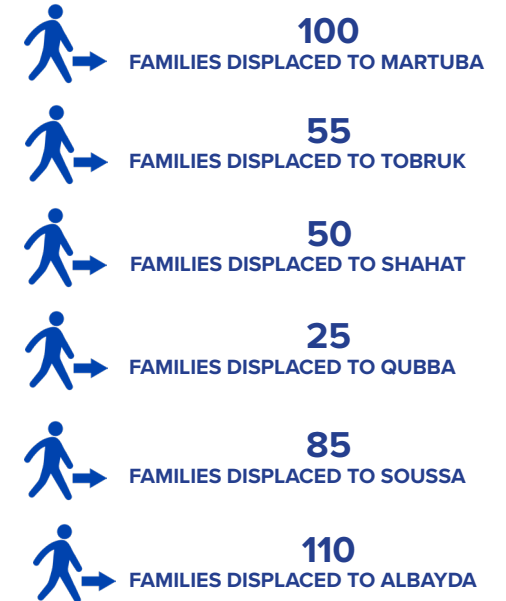 100
FAMILIES DISPLACED TO MARTUBA
55
FAMILIES DISPLACED TO TOBRUK
50
FAMILIES DISPLACED TO SHAHAT
25
FAMILIES DISPLACED TO QUBBA
85
FAMILIES DISPLACED TO SOUSSA
110
FAMILIES DISPLACED TO ALBAYDA